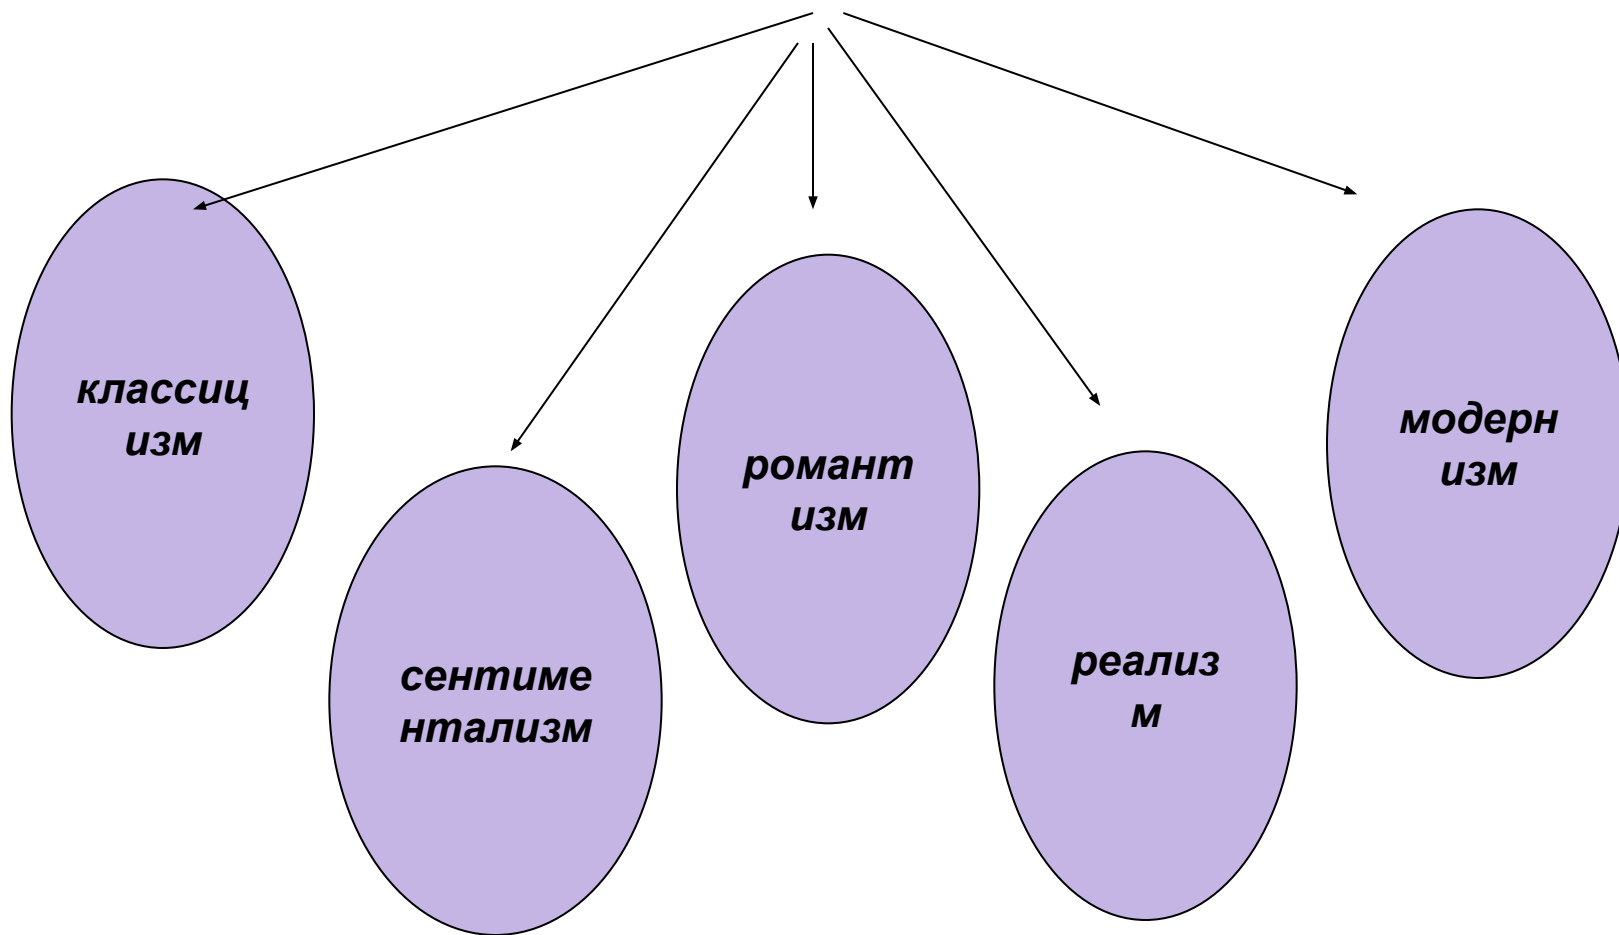 классиц
изм
сентиме
нтализм
романт
изм
реализ
м
модерн
изм